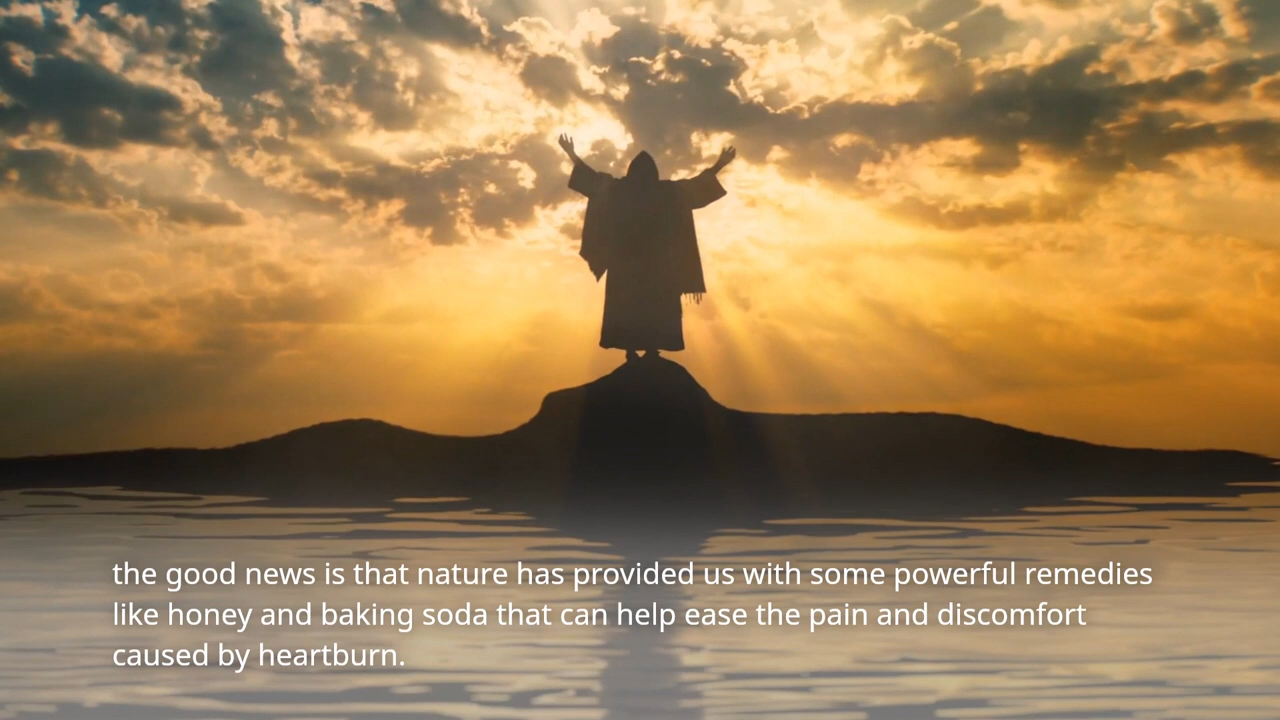 the good news is that nature has provided us with some powerful remedies
like honey and baking soda that can help ease the pain and discomfort
caused by heartburn.